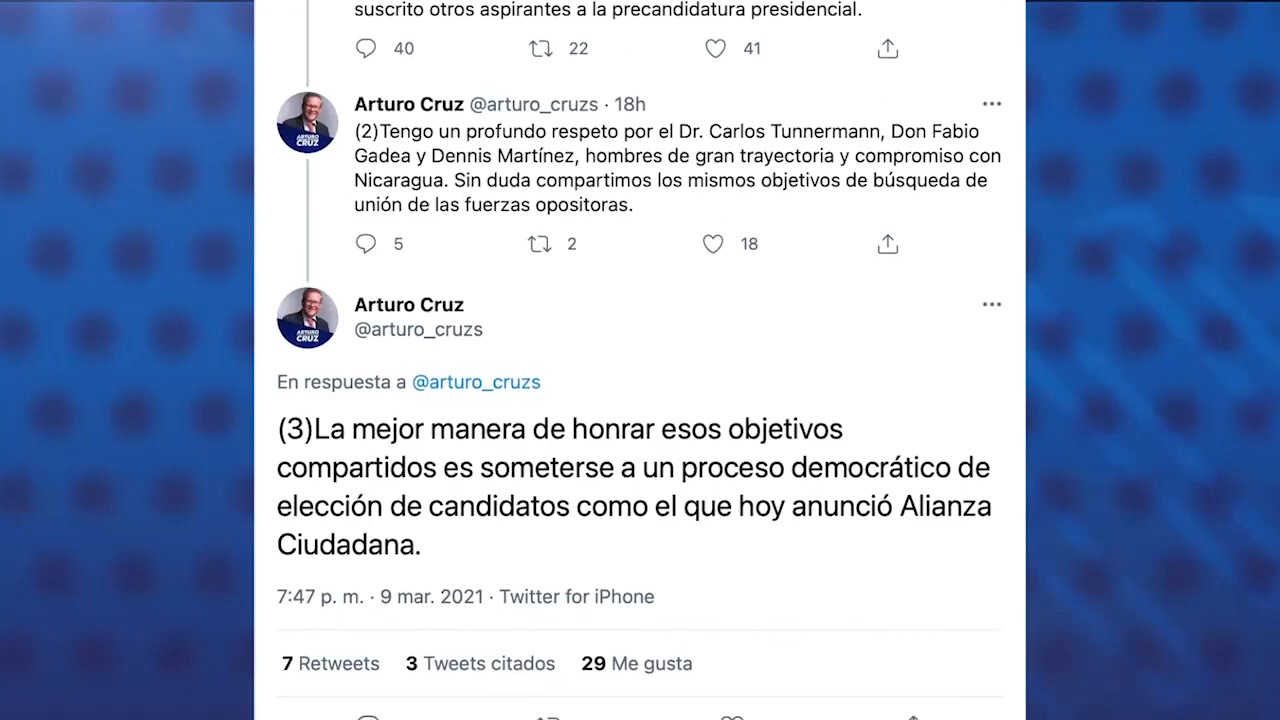 suscrito otros aspirantes a la precandidatura presidencial.
40 22 41
Arturo Cruz @arturo_cruzs · 18h
(2)Tengo un profundo respeto por el Dr. Carlos Tunnermann, Don Fabio
Gadea y Dennis Martínez, hombres de gran trayectoria y compromiso con
Nicaragua. Sin duda compartimos los mismos objetivos de búsqueda de
unión de las fuerzas opositoras.
ARTURO
CRUZ
5 2 18
Arturo Cruz
@arturo_cruzs
ARTURO
CRUZ
En respuesta a @arturo_cruzs
(3)La mejor manera de honrar esos objetivos
compartidos es someterse a un proceso democrático de
elección de candidatos como el que hoy anunció Alianza
Ciudadana.
7:47 p. m. · 9 mar. 2021 · Twitter for iPhone
7 Retweets 3 Tweets citados 29 Me gusta